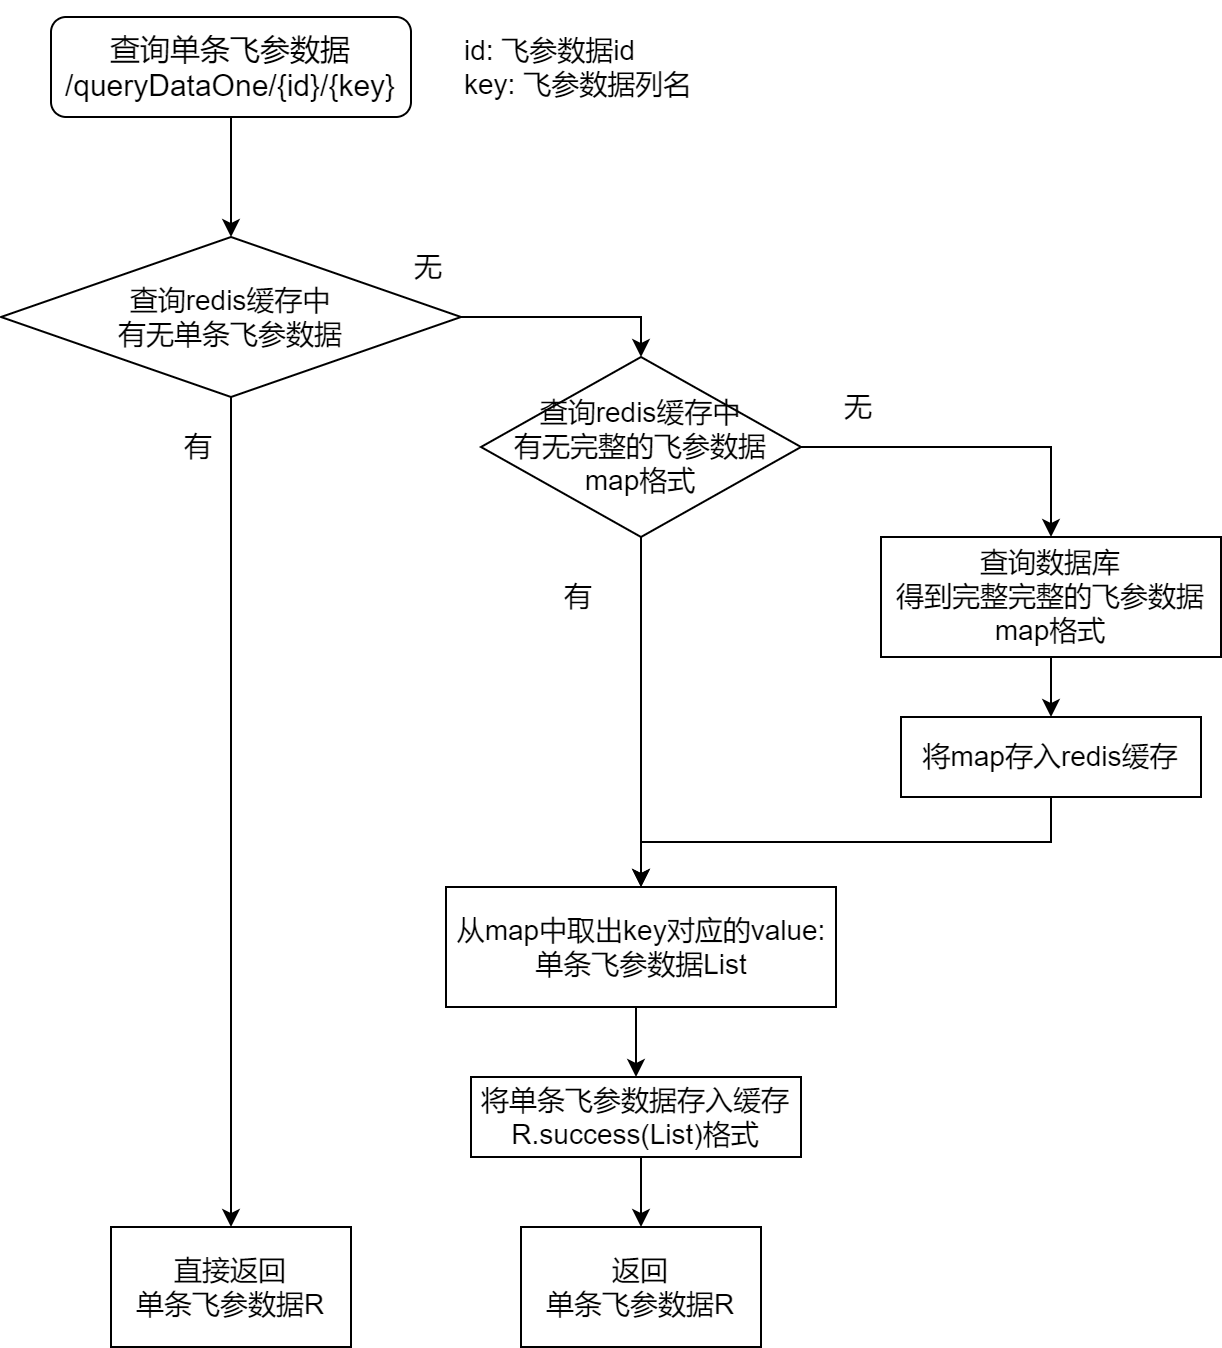 查询单条飞参数据
/queryDataOne/{id}/{key}
id: 飞参数据id
key: 飞参数据列名
无
查询redis缓存中
有无单条飞参数据
无
查询redis缓存中
有无完整的飞参数据
map格式
有
查询数据库
得到完整完整的飞参数据
map格式
有
将map存入redis缓存
从map中取出key对应的value:
单条飞参数据List
将单条飞参数据存入缓存
R.success(List)格式
直接返回
单条飞参数据R
返回
单条飞参数据R